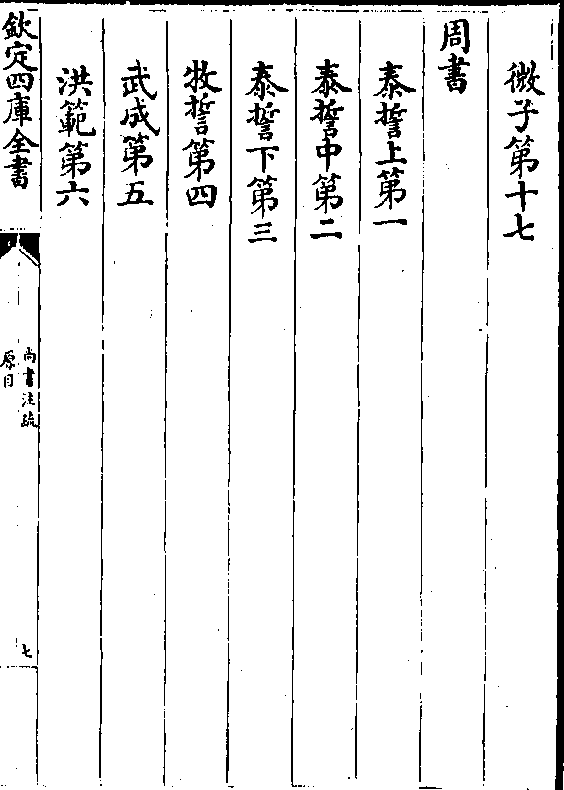 微子第十七
周書
泰誓上第一
泰誓中第二
泰誓下第三
牧誓第四
武成第五
洪範第六
欽定四庫全書
尚書注疏
原目
七